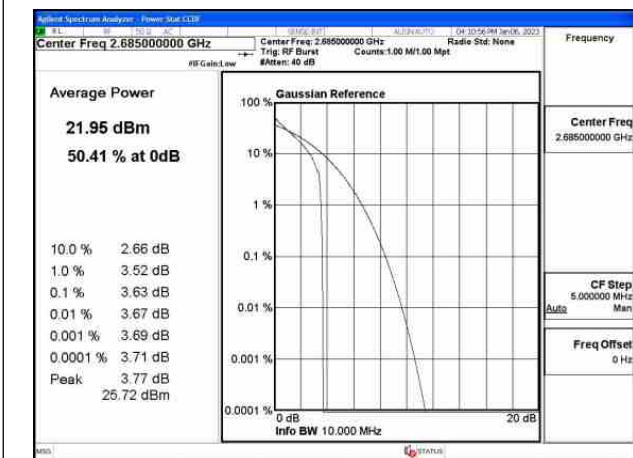 Agilent Spectrum Analyzer - Power Stat CCDF
RL RF 50 Ω AC SENSE:INT ALIGN AUTO 04:10:56 PM Jan 06, 2023
Center Freq 2.685000000 GHz
Center Freq: 2.685000000 GHz Radio Std: None
Trig: RF Burst Counts:1.00 M/1.00 Mpt
#IFGain:Low #Atten: 40 dB
Frequency
Average Power
21.95 dBm
50.41 % at 0dB
10.0 % 2.66 dB
1.0 % 3.52 dB
0.1 % 3.63 dB
0.01 % 3.67 dB
0.001 % 3.69 dB
0.0001 % 3.71 dB
Peak 3.77 dB
25.72 dBm
Gaussian Reference
100 %
10 %
1 %
0.1 %
0.01 %
0.001 %
0.0001 %
0 dB 20 dB
Info BW 10.000 MHz
Center Freq
2.685000000 GHz
CF Step
5.000000 MHz
Auto Man
Freq Offset
0 Hz
MSG STATUS